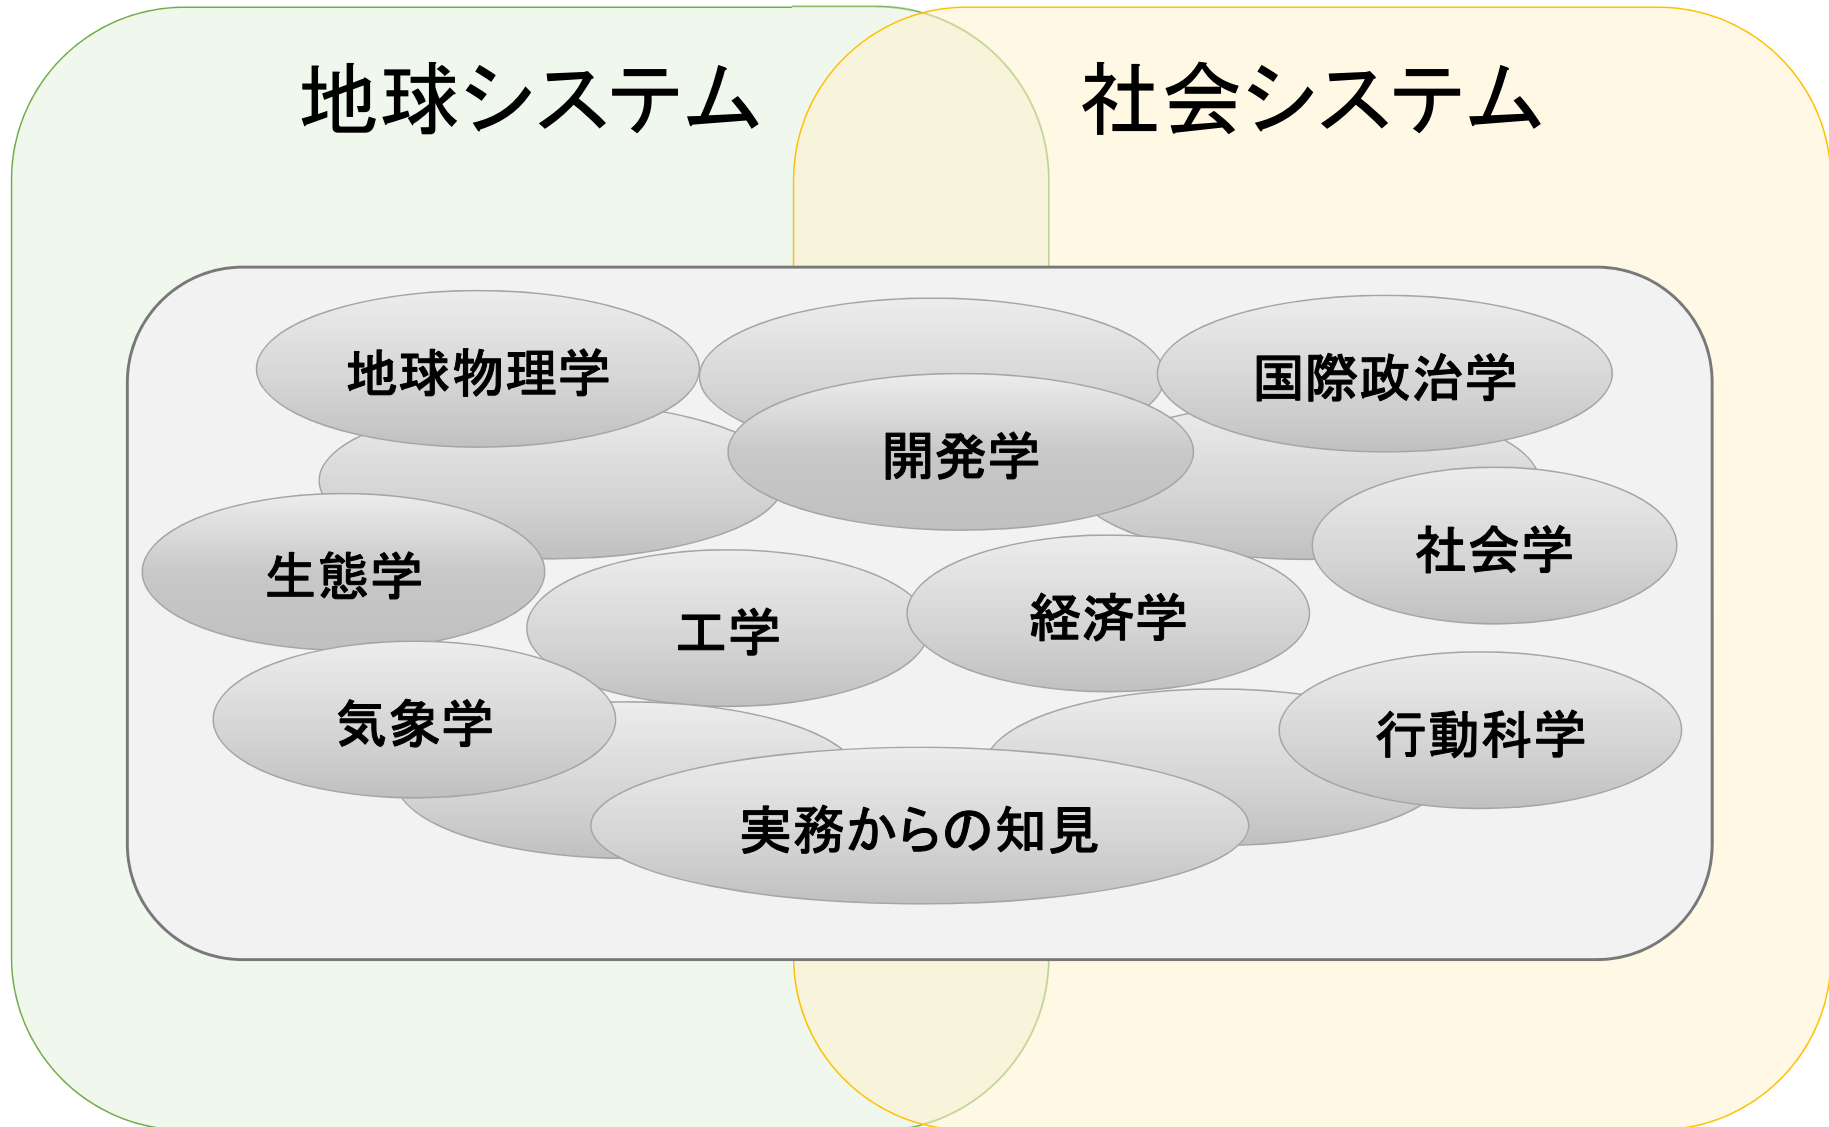 地球システム
社会システム
地球物理学
国際政治学
開発学
社会学
生態学
経済学
工学
気象学
行動科学
実務からの知見